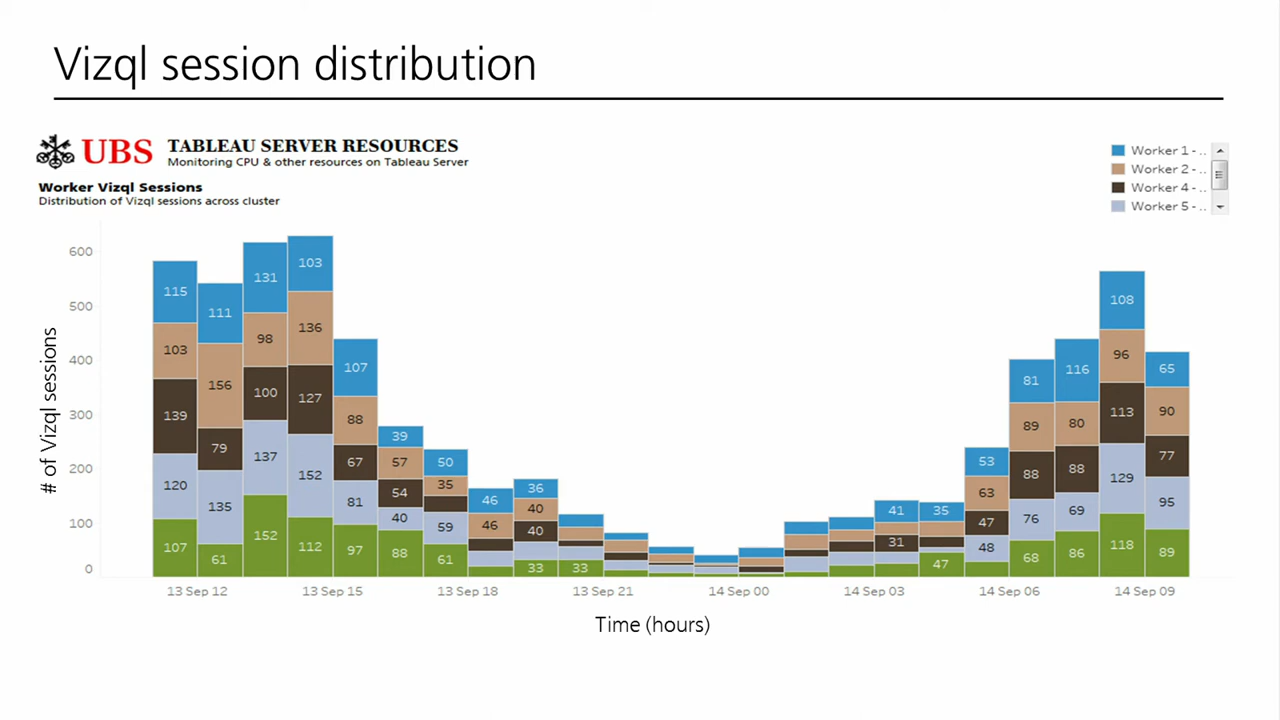 Vizql session distribution
UBS TABLEAU SERVER RESOURCES
Monitoring CPU & other resources on Tableau Server
Worker Vizql Sessions
Distribution of Vizql sessions across cluster
Worker 1 - ..
Worker 2 - ..
Worker 4 - ..
Worker 5 - ..
# of Vizql sessions
600
500
400
300
200
100
0
115 103 139 120 107
111 156 79 135 61
131 98 100 137 152
103 136 127 152 112
107 88 67 81 97
39 57 54 40 88
50 35 59 61
46 46
36 40 40 33
33
41 31
35 47
53 63 47 48
81 89 88 76 68
116 80 88 69 86
108 96 113 129 118
65 90 77 95 89
13 Sep 12 13 Sep 15 13 Sep 18 13 Sep 21 14 Sep 00 14 Sep 03 14 Sep 06 14 Sep 09
Time (hours)